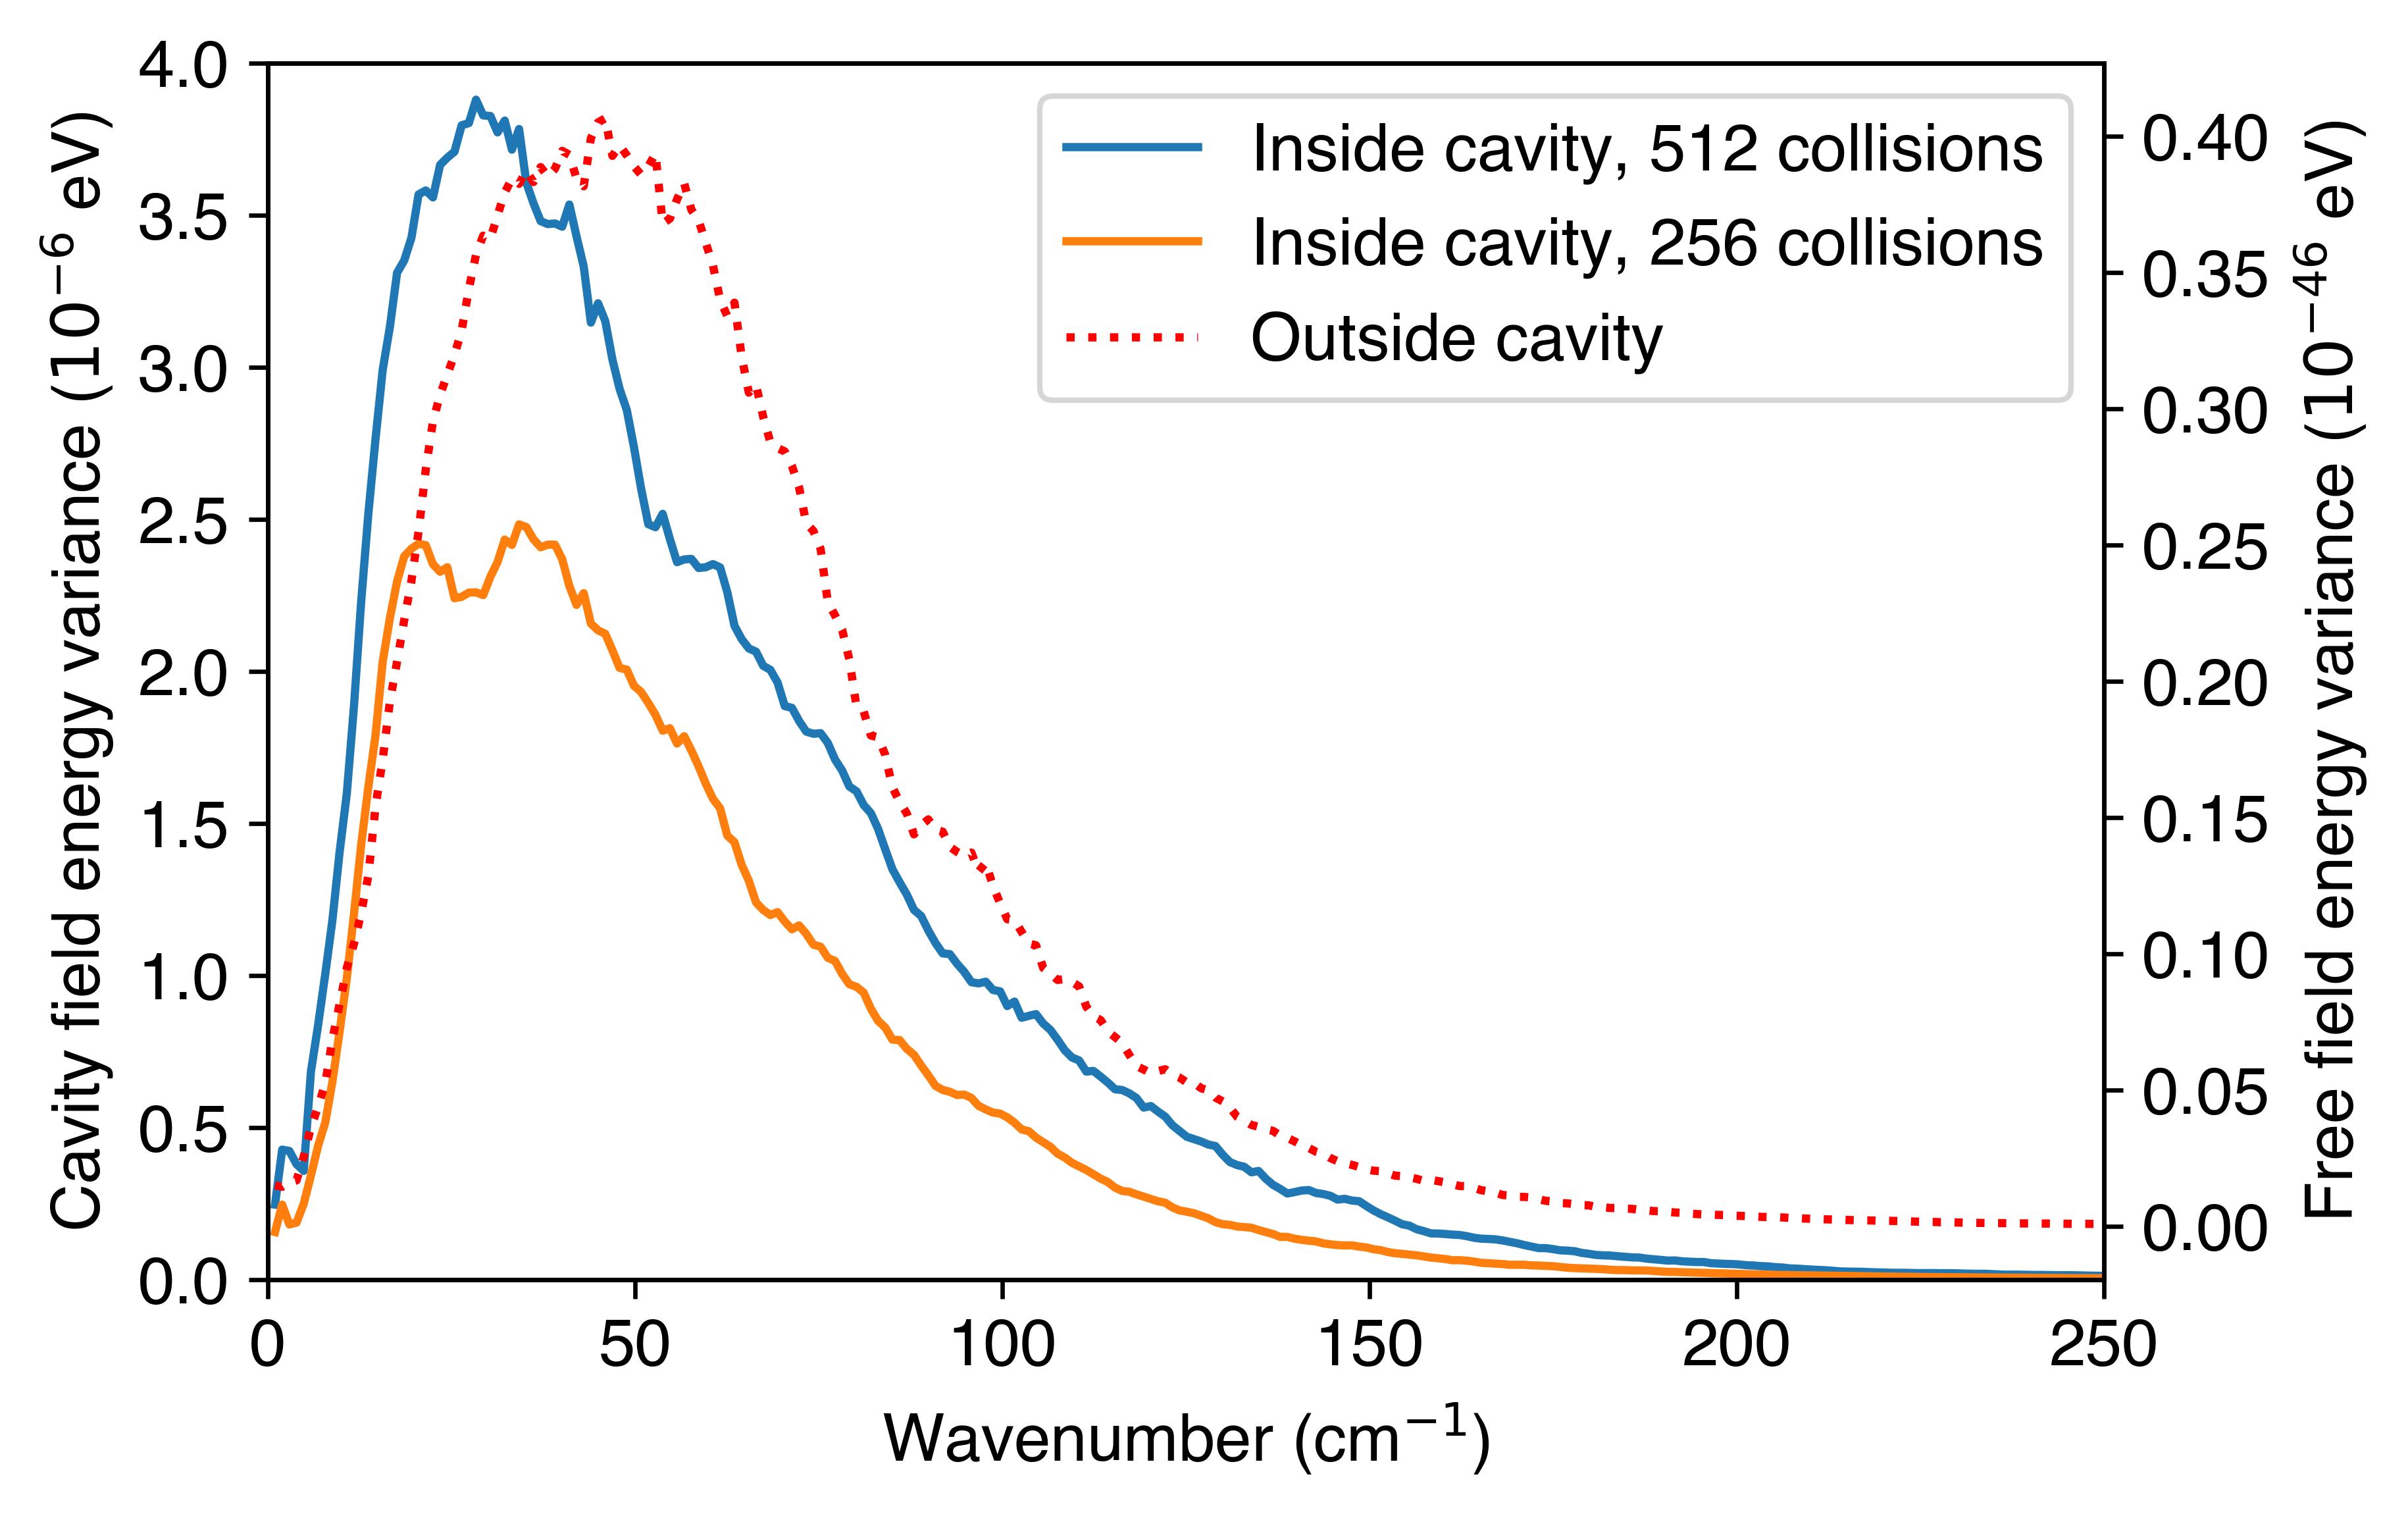 Cavity field energy variance (10⁻⁶ eV)
4.0
3.5
3.0
2.5
2.0
1.5
1.0
0.5
0.0
Inside cavity, 512 collisions
Inside cavity, 256 collisions
Outside cavity
0.40
0.35
0.30
0.25
0.20
0.15
0.10
0.05
0.00
Free field energy variance (10⁻⁴⁶ eV)
0 50 100 150 200 250
Wavenumber (cm⁻¹)